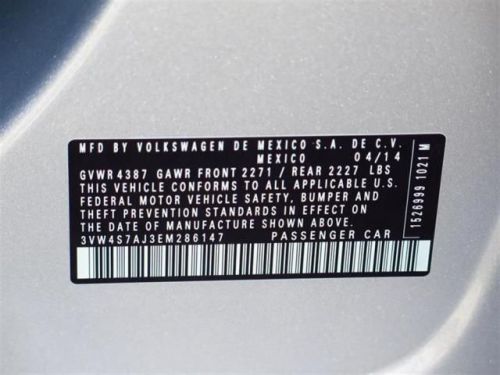 MFD BY VOLKSWAGEN DE MEXICO S.A. DE C.V.
MEXICO 04/14
GVWR 4387 GAWR FRONT 2271 / REAR 2227 LBS
THIS VEHICLE CONFORMS TO ALL APPLICABLE U.S.
FEDERAL MOTOR VEHICLE SAFETY, BUMPER AND
THEFT PREVENTION STANDARDS IN EFFECT ON
THE DATE OF MANUFACTURE SHOWN ABOVE.
3VW4S7AJ3EM286147 PASSENGER CAR
1526999 1021 M